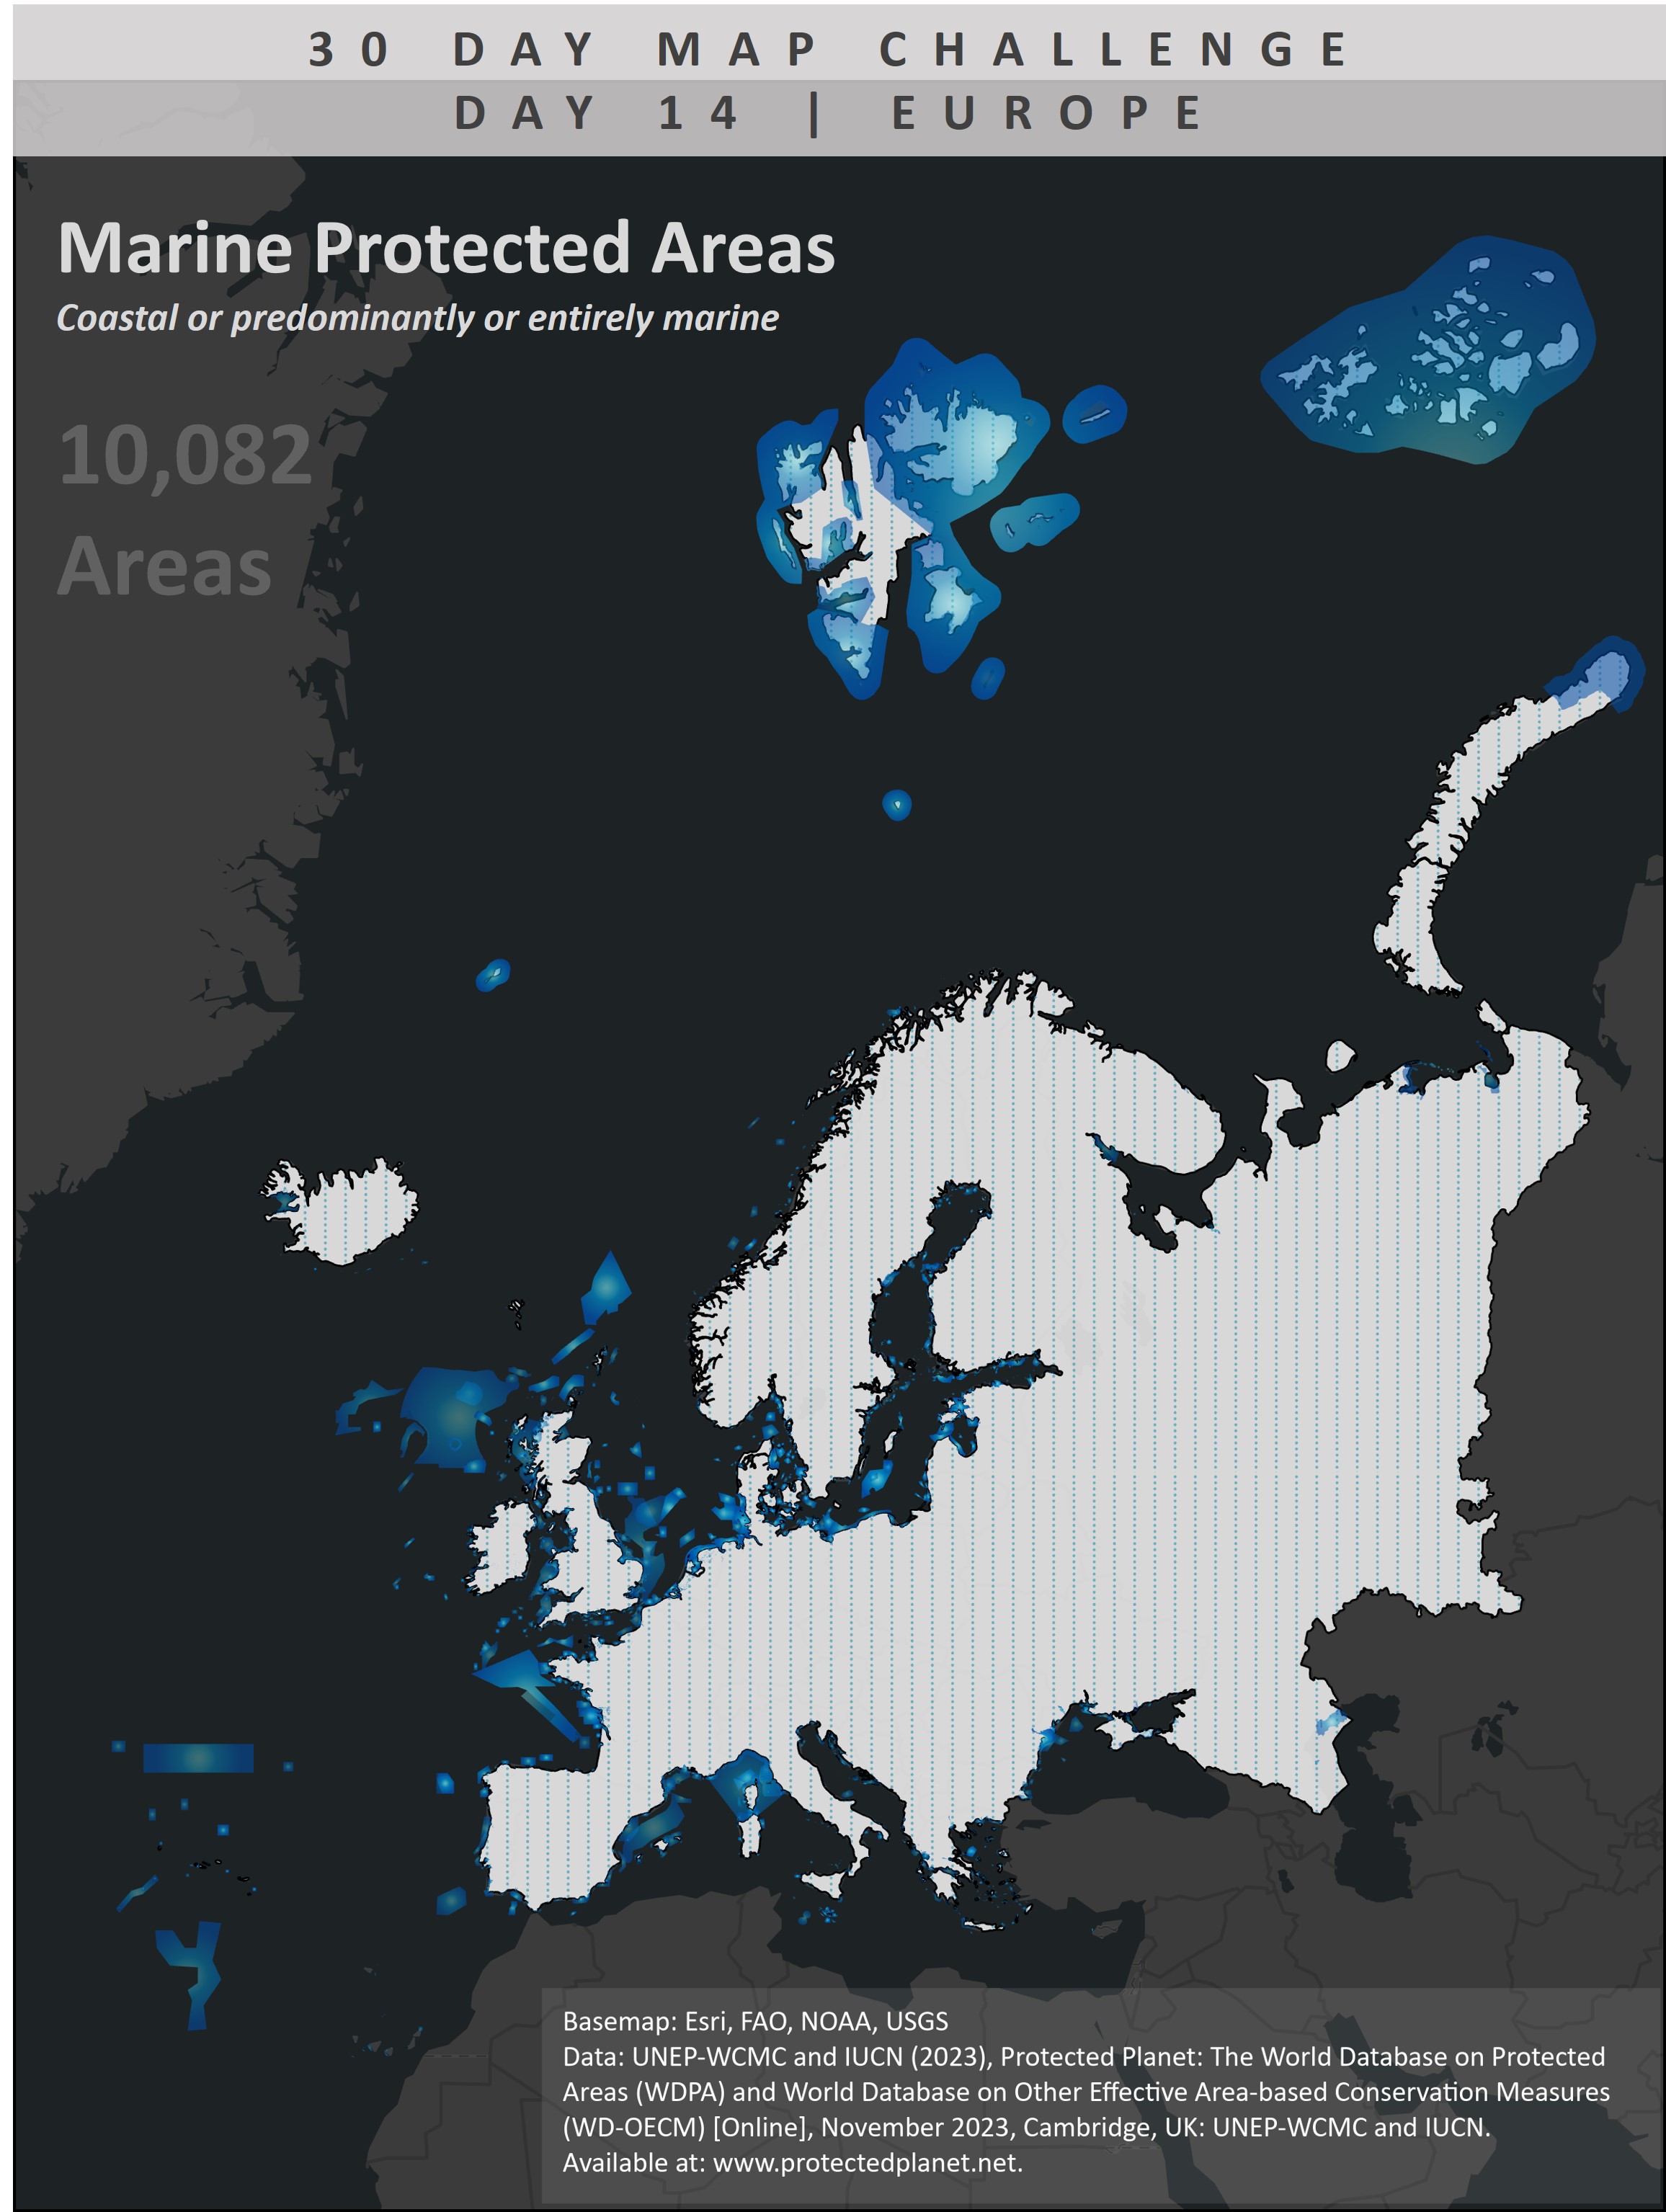 30 DAY MAP CHALLENGE
DAY 14 | EUROPE
Marine Protected Areas
Coastal or predominantly or entirely marine
10,082
Areas
Basemap: Esri, FAO, NOAA, USGS
Data: UNEP-WCMC and IUCN (2023), Protected Planet: The World Database on Protected
Areas (WDPA) and World Database on Other Effective Area-based Conservation Measures
(WD-OECM) [Online], November 2023, Cambridge, UK: UNEP-WCMC and IUCN.
Available at: www.protectedplanet.net.